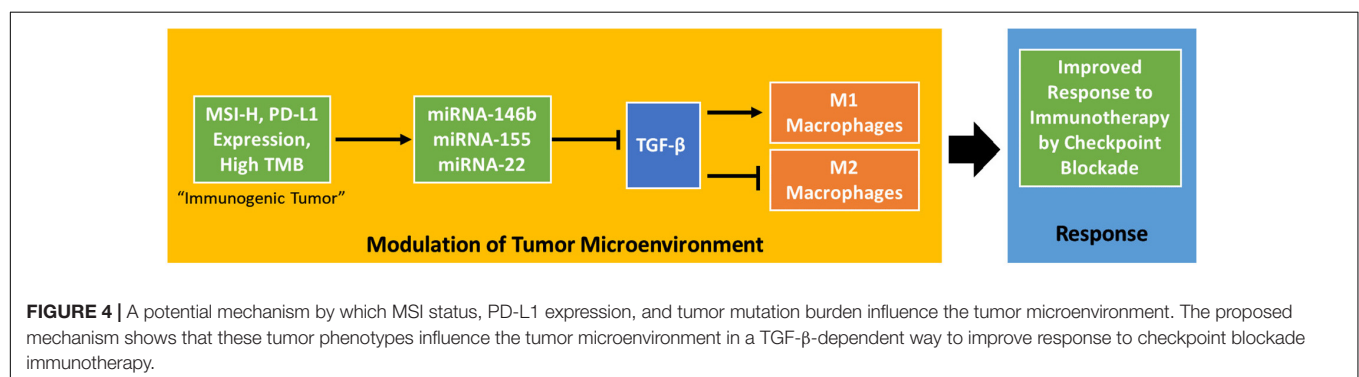 MSI-H, PD-L1
Expression,
High TMB
"Immunogenic Tumor"
miRNA-146b
miRNA-155
miRNA-22
TGF-β
M1
Macrophages
M2
Macrophages
Modulation of Tumor Microenvironment
Improved
Response to
Immunotherapy
by Checkpoint
Blockade
Response
FIGURE 4 | A potential mechanism by which MSI status, PD-L1 expression, and tumor mutation burden influence the tumor microenvironment. The proposed
mechanism shows that these tumor phenotypes influence the tumor microenvironment in a TGF-β-dependent way to improve response to checkpoint blockade
immunotherapy.